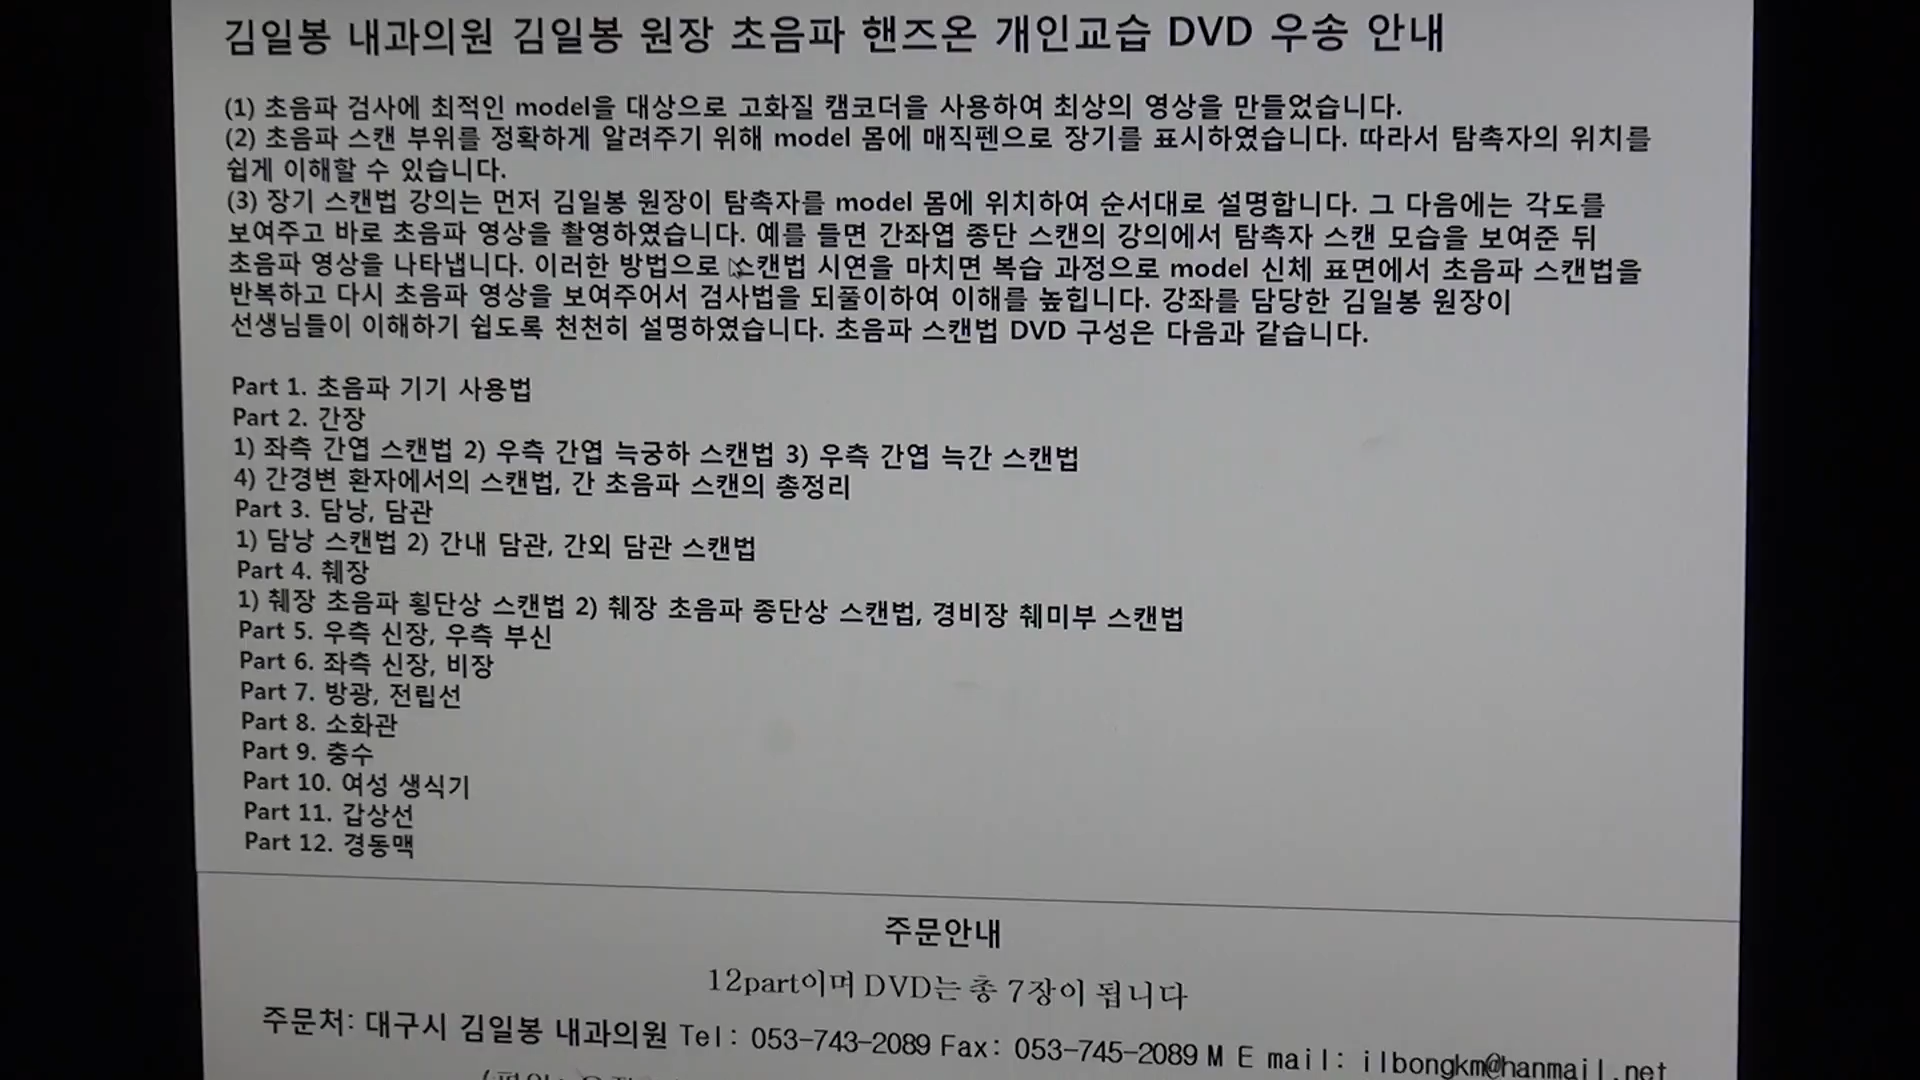 김일봉 내과의원 김일봉 원장 초음파 핸즈온 개인교습 DVD 우송 안내
(1) 초음파 검사에 최적인 model을 대상으로 고화질 캠코더을 사용하여 최상의 영상을 만들었습니다.
(2) 초음파 스캔 부위를 정확하게 알려주기 위해 model 몸에 매직펜으로 장기를 표시하였습니다. 따라서 탐촉자의 위치를
쉽게 이해할 수 있습니다.
(3) 장기 스캔법 강의는 먼저 김일봉 원장이 탐촉자를 model 몸에 위치하여 순서대로 설명합니다. 그 다음에는 각도를
보여주고 바로 초음파 영상을 촬영하였습니다. 예를 들면 간좌엽 종단 스캔의 강의에서 탐촉자 스캔 모습을 보여준 뒤
초음파 영상을 나타냅니다. 이러한 방법으로 스캔법 시연을 마치면 복습 과정으로 model 신체 표면에서 초음파 스캔법을
반복하고 다시 초음파 영상을 보여주어서 검사법을 되풀이하여 이해를 높힙니다. 강좌를 담당한 김일봉 원장이
선생님들이 이해하기 쉽도록 천천히 설명하였습니다. 초음파 스캔법 DVD 구성은 다음과 같습니다.
Part 1. 초음파 기기 사용법
Part 2. 간장
1) 좌측 간엽 스캔법 2) 우측 간엽 늑궁하 스캔법 3) 우측 간엽 늑간 스캔법
4) 간경변 환자에서의 스캔법, 간 초음파 스캔의 총정리
Part 3. 담낭, 담관
1) 담낭 스캔법 2) 간내 담관, 간외 담관 스캔법
Part 4. 췌장
1) 췌장 초음파 횡단상 스캔법 2) 췌장 초음파 종단상 스캔법, 경비장 췌미부 스캔법
Part 5. 우측 신장, 우측 부신
Part 6. 좌측 신장, 비장
Part 7. 방광, 전립선
Part 8. 소화관
Part 9. 충수
Part 10. 여성 생식기
Part 11. 갑상선
Part 12. 경동맥
주문안내
12part이며 DVD는 총 7장이 됩니다
주문처: 대구시 김일봉 내과의원 Tel: 053-743-2089 Fax: 053-745-2089 M E mail: ilbongkm@hanmail.net